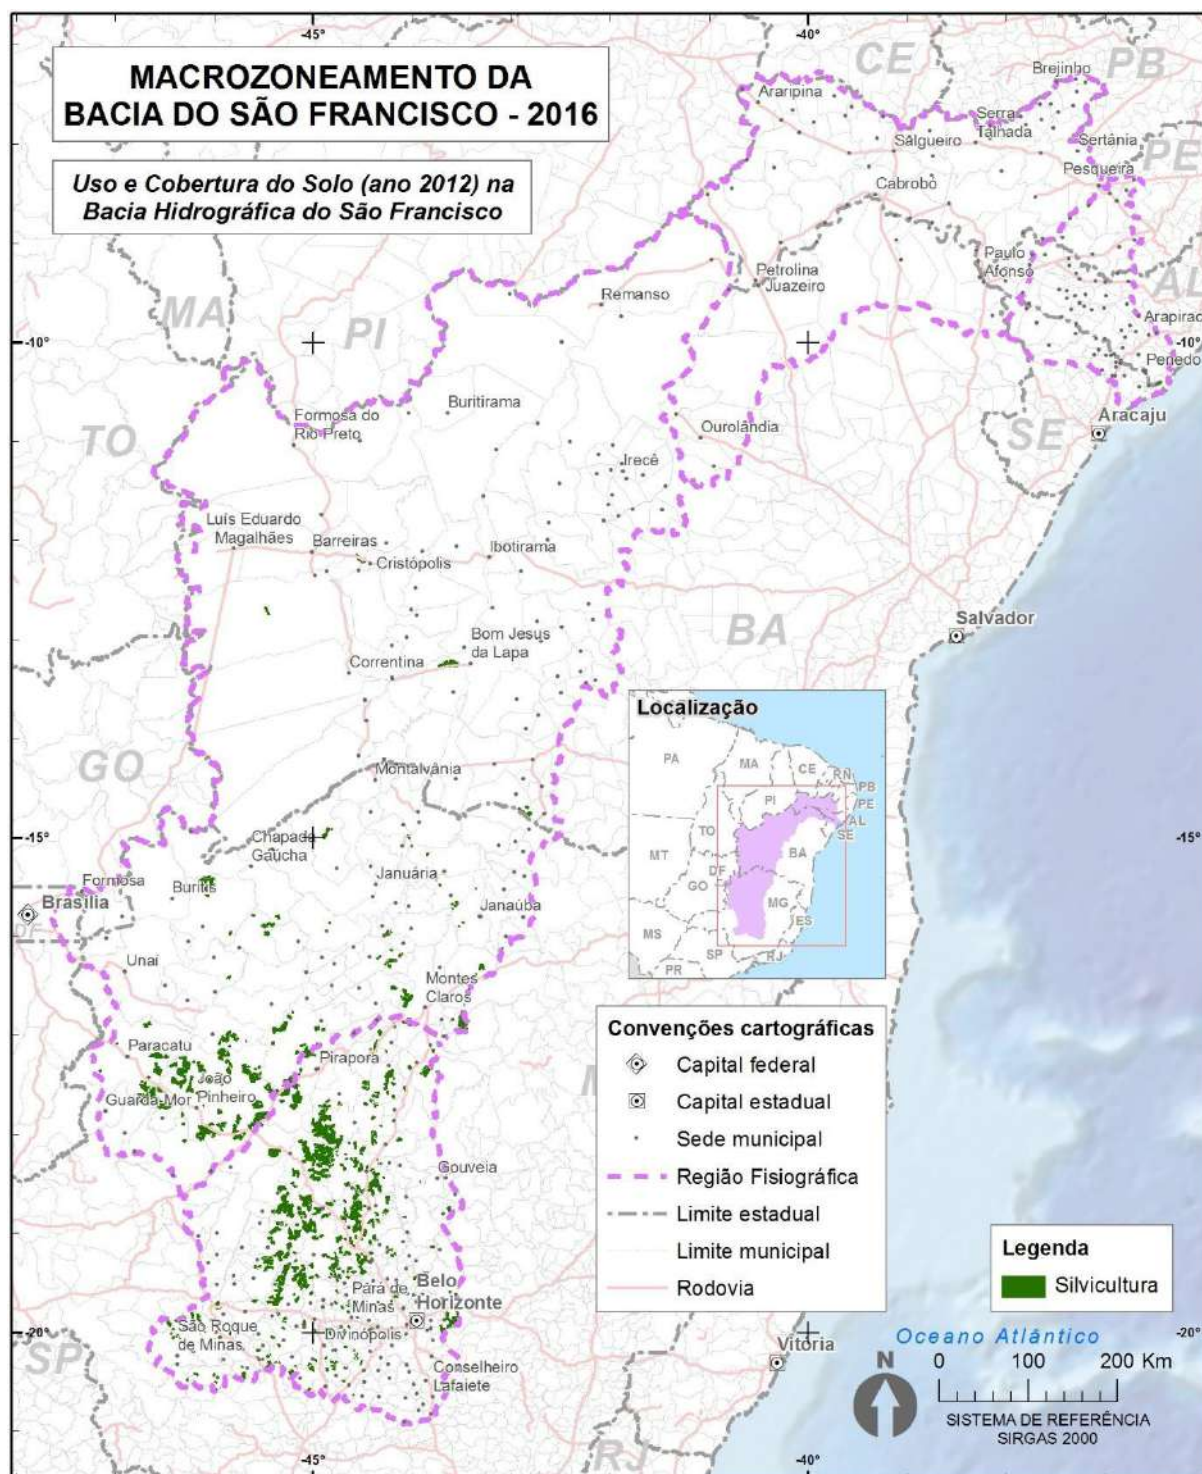 -45°
-40°
MACROZONEAMENTO DA
BACIA DO SÃO FRANCISCO - 2016
Uso e Cobertura do Solo (ano 2012) na
Bacia Hidrográfica do São Francisco
CE
PB
Brejinho
Araripina
Serra
Talhada
Salgueiro
Sertânia
PE
Pesqueira
Cabrobó
Paulo
Afonso
Petrolina
Juazeiro
Remanso
AL
MA
PI
Arapirac
-10°
-10°
Penedo
Buritirama
Formosa do
Rio Preto
Aracaju
Ourolândia
TO
SE
Irecê
Luís Eduardo
Magalhães
Barreiras
Ibotirama
Cristópolis
Salvador
BA
Bom Jesus
da Lapa
Correntina
GO
Montalvânia
Localização
PA
MA
CE
RN
PB
PI
PE
AL
TO
SE
MT
BA
DF
GO
MG
ES
MS
SP
RJ
PR
-15°
-15°
Chapada
Gaúcha
Formosa
Buritis
Januária
Brasília
DF
Janaúba
Unaí
Montes
Claros
Paracatu
Pirapora
João
Pinheiro
Guarda-Mor
Gouveia
M
Convenções cartográficas
Capital federal
Capital estadual
Sede municipal
Região Fisiográfica
Limite estadual
Limite municipal
Rodovia
Legenda
Silvicultura
Pará de
Minas
Belo
Horizonte
São Roque
de Minas
Divinópolis
-20°
-20°
Conselheiro
Lafaiete
SP
Vitória
Oceano Atlântico
N
0 100 200 Km
SISTEMA DE REFERÊNCIA
SIRGAS 2000
RJ
-45°
-40°